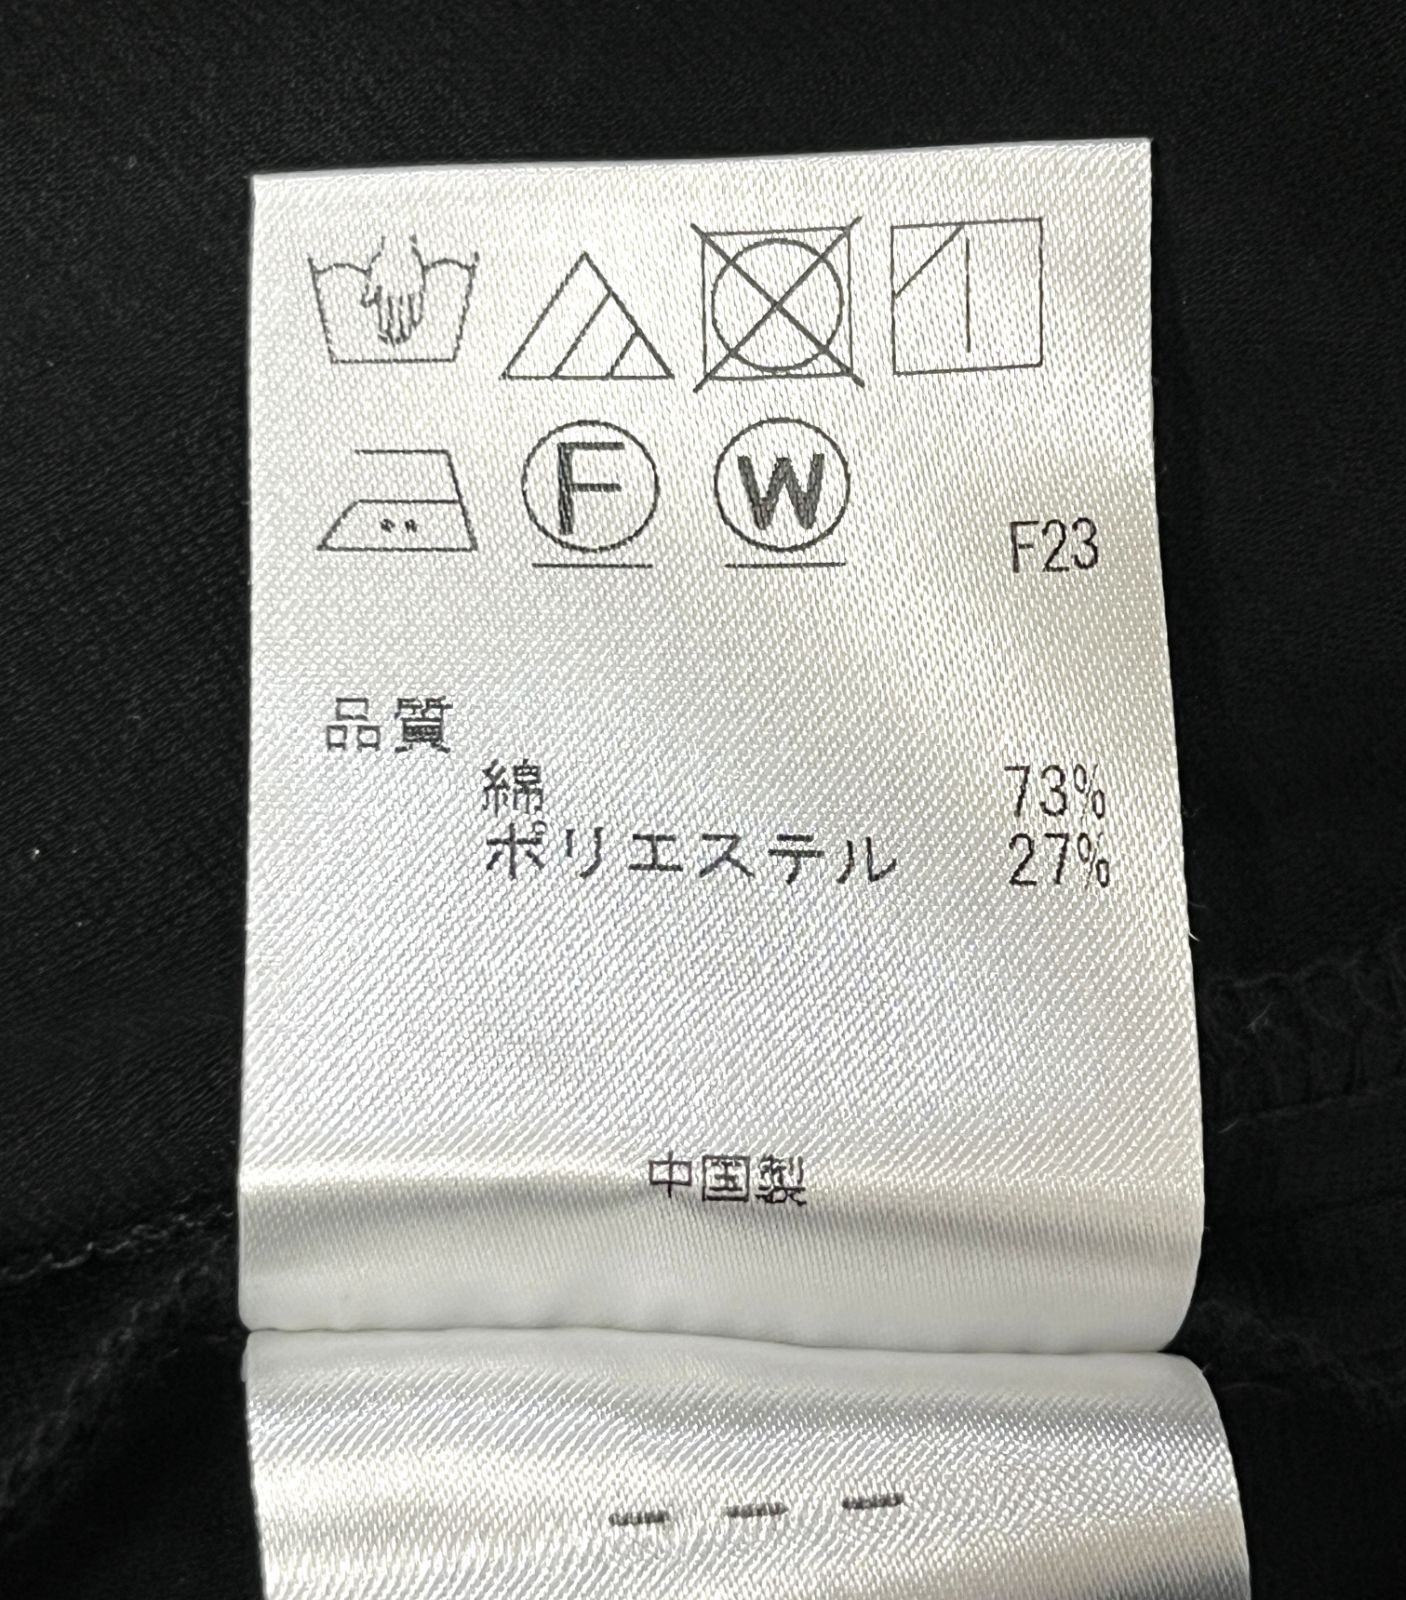 F W
F23
品質
綿 73%
ポリエステル 27%
中国製